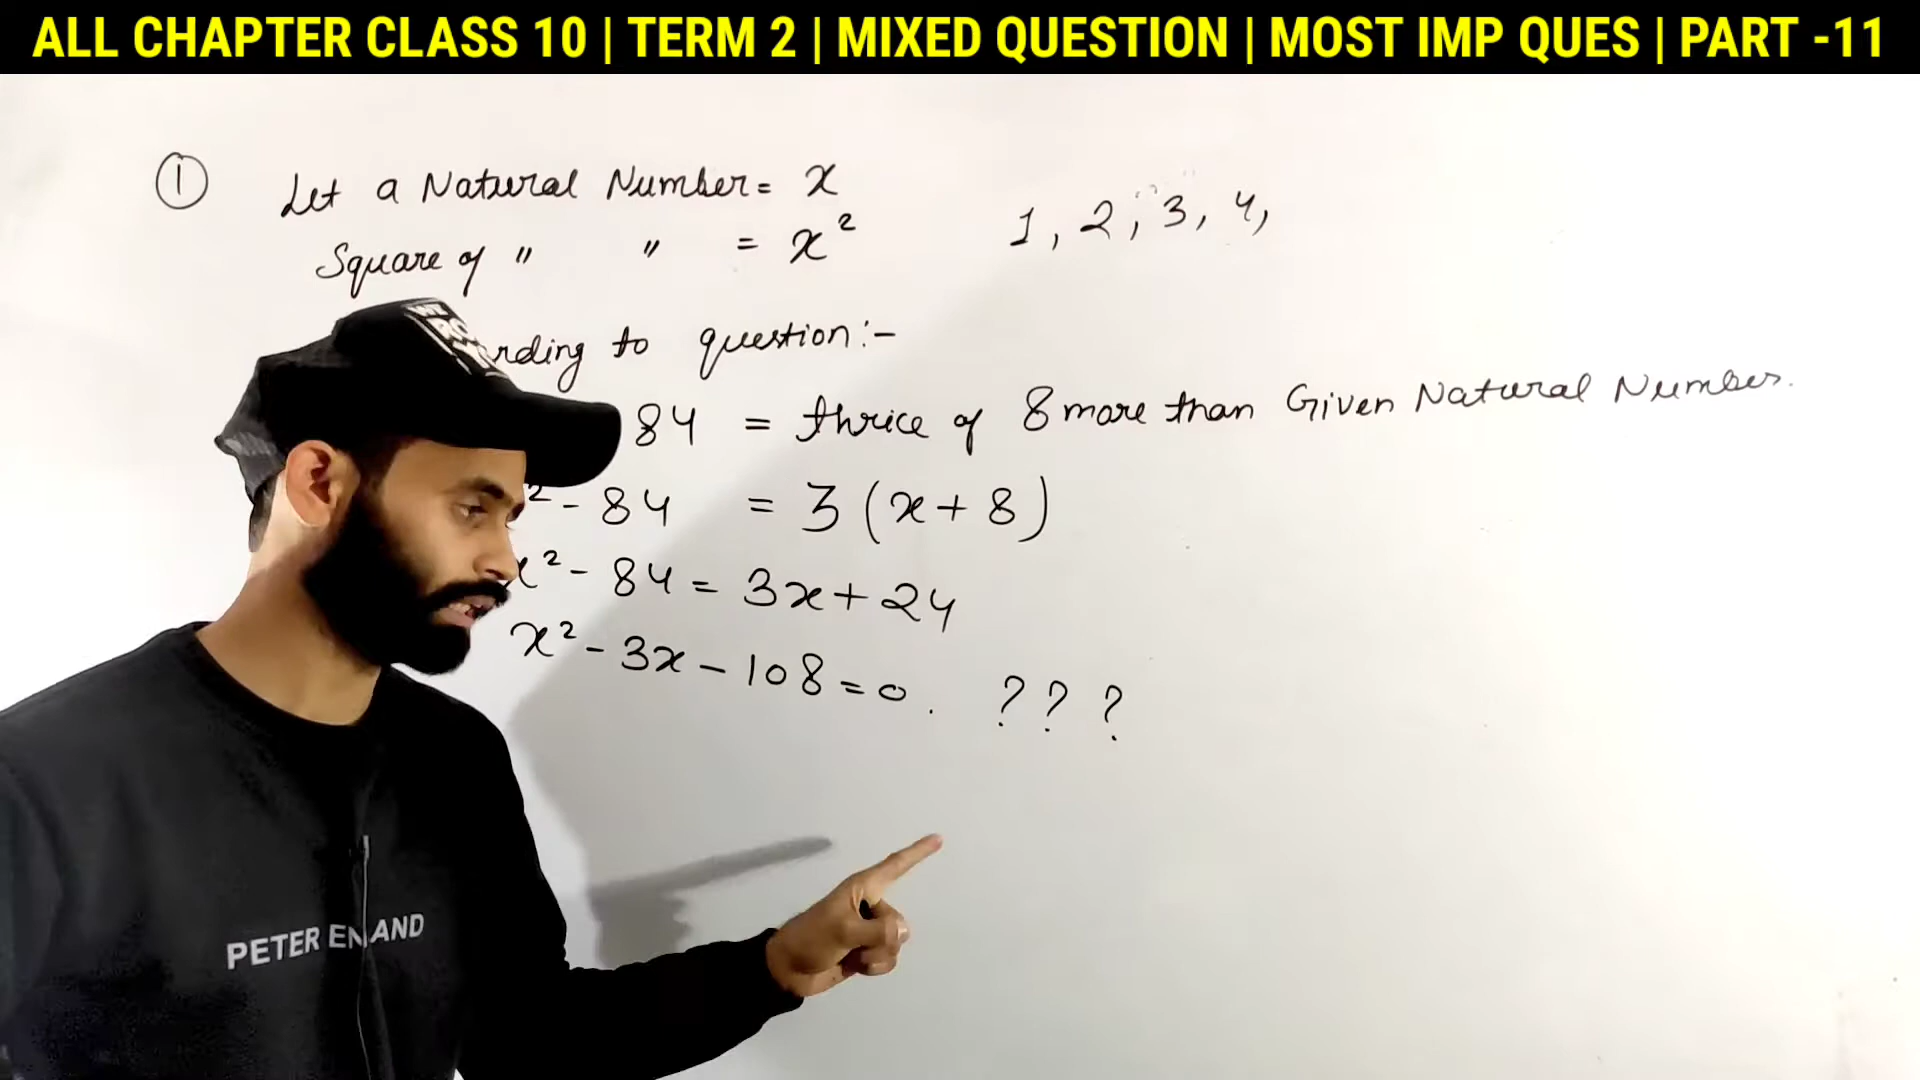 ALL CHAPTER CLASS 10 | TERM 2 | MIXED QUESTION | MOST IMP QUES | PART -11
① Let a Natural Number = x
1, 2, 3, 4,
Square of " " = x²
to question:-
84 = thrice of 8 more than Given Natural Number.
² - 84 = 3 (x + 8)
x² - 84 = 3x + 24
x² - 3x - 108 = 0. ? ? ?
PETER EN AND